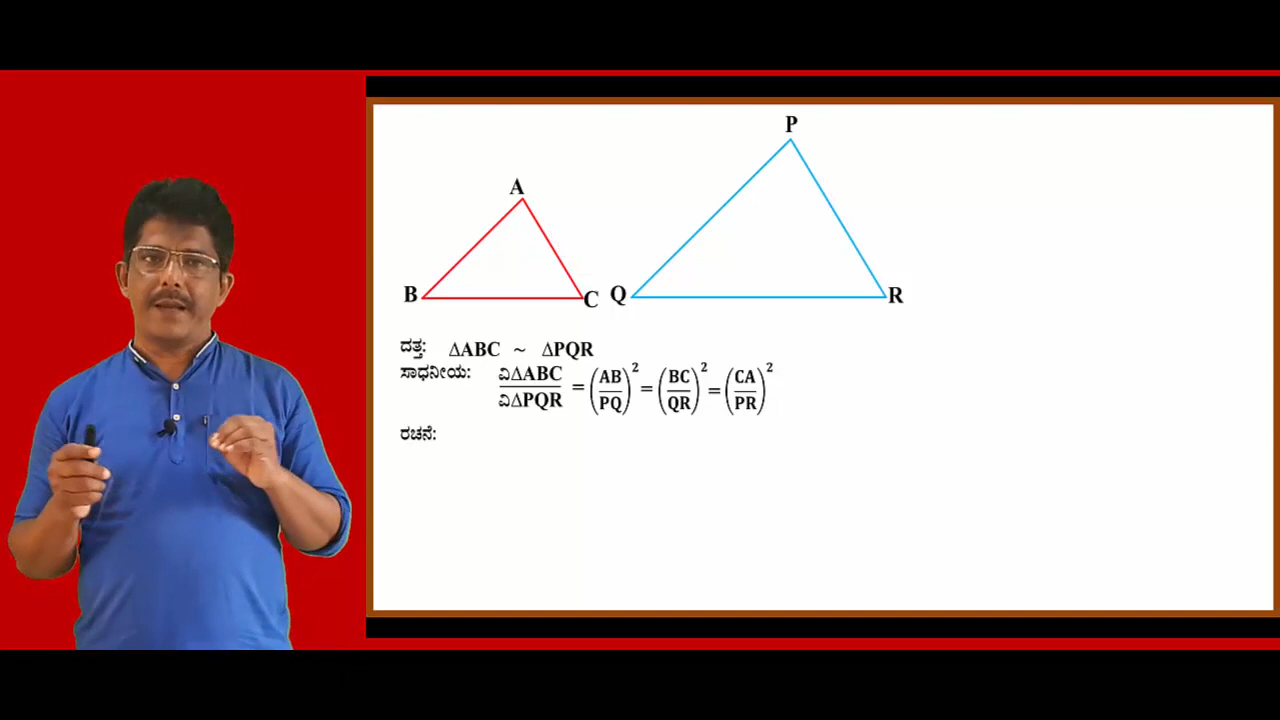 P
A
B
C
Q
R
ದತ್ತ: ΔABC ~ ΔPQR
ಸಾಧನೀಯ: ವಿΔABC/ವಿΔPQR = (AB/PQ)² = (BC/QR)² = (CA/PR)²
ರಚನೆ: